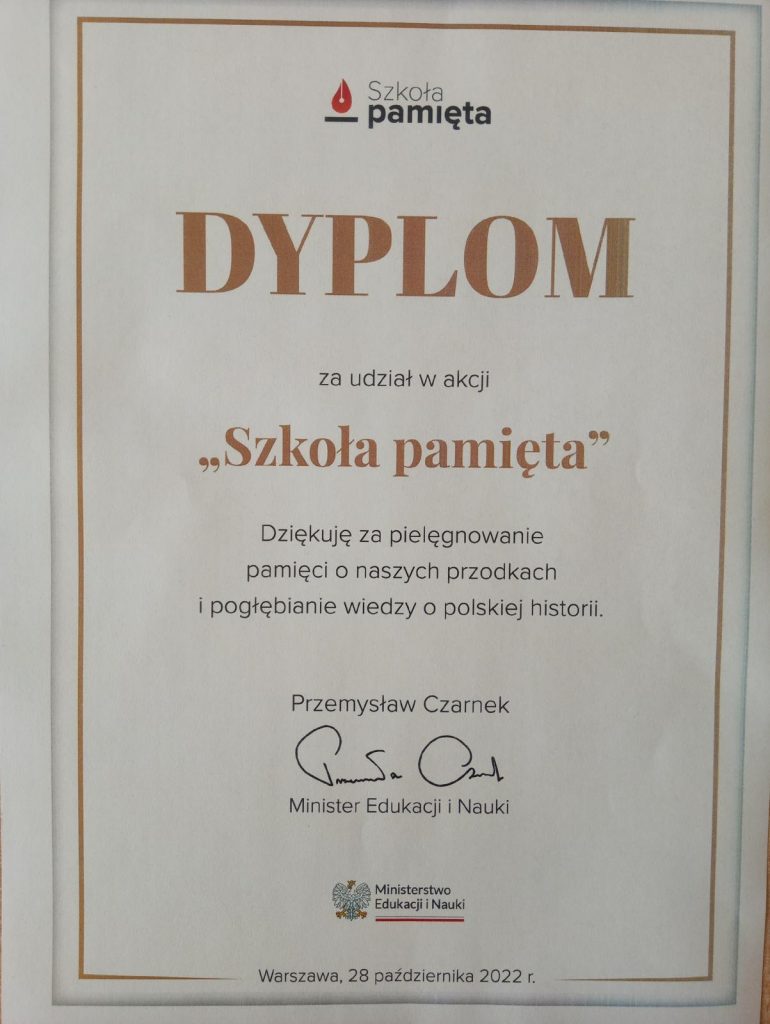 Szkoła
pamięta
DYPLOM
za udział w akcji
„Szkoła pamięta”
Dziękuję za pielęgnowanie
pamięci o naszych przodkach
i pogłębianie wiedzy o polskiej historii.
Przemysław Czarnek
Minister Edukacji i Nauki
Ministerstwo
Edukacji i Nauki
Warszawa, 28 października 2022 r.